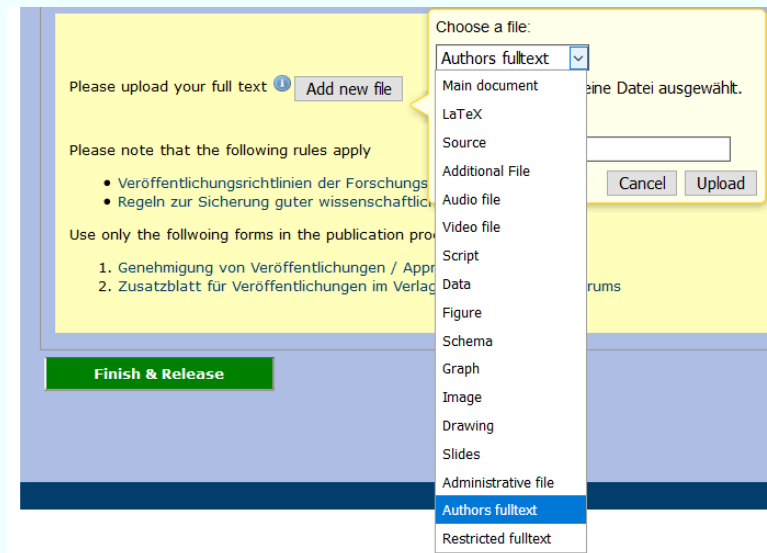 Choose a file:
Authors fulltext
Please upload your full text Add new file
eine Datei ausgewählt.
Main document
LaTeX
Source
Additional File
Audio file
Video file
Script
Data
Figure
Schema
Graph
Image
Drawing
Slides
Administrative file
Authors fulltext
Restricted fulltext
Cancel Upload
Please note that the following rules apply
Veröffentlichungsrichtlinien der Forschungs
Regeln zur Sicherung guter wissenschaftlic
Use only the follwoing forms in the publication pro
1. Genehmigung von Veröffentlichungen / Appr
2. Zusatzblatt für Veröffentlichungen im Verlag rums
Finish & Release